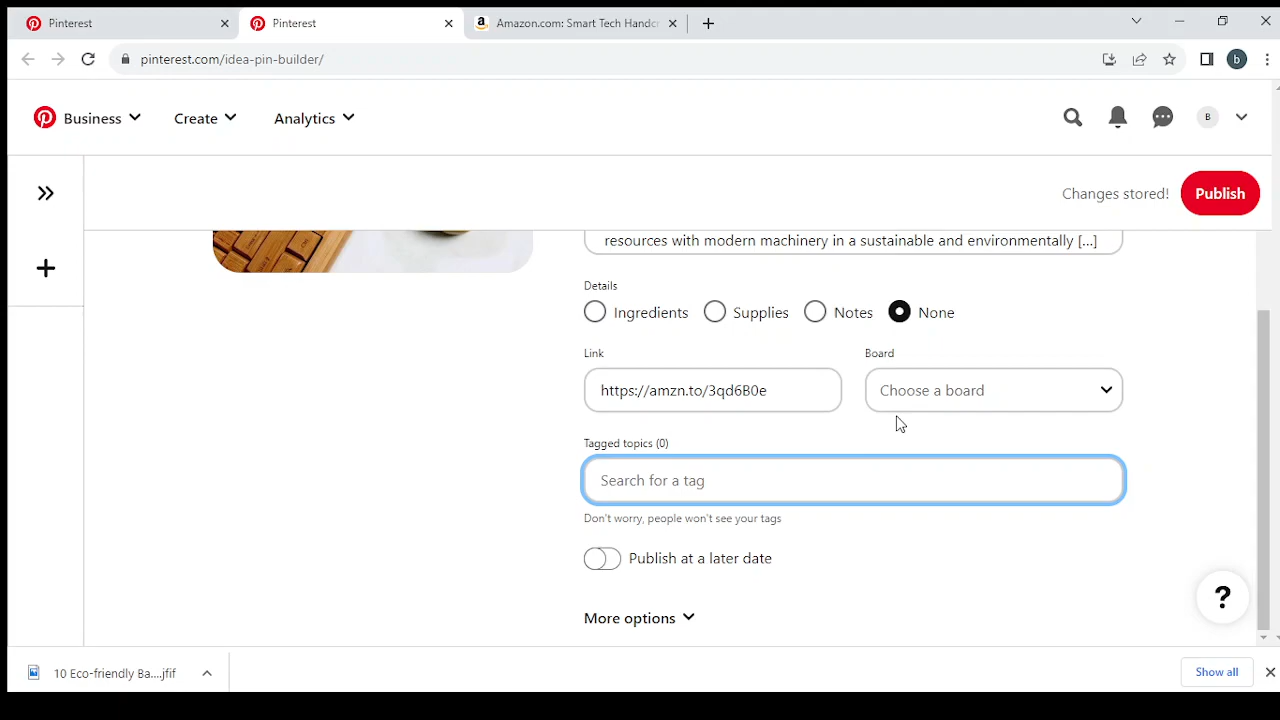 Pinterest
Pinterest
Amazon.com: Smart Tech Handcr
pinterest.com/idea-pin-builder/
b
Business
Create
Analytics
B
Changes stored!
Publish
resources with modern machinery in a sustainable and environmentally [...]
Details
Ingredients
Supplies
Notes
None
Link
Board
https://amzn.to/3qd6B0e
Choose a board
Tagged topics (0)
Search for a tag
Don't worry, people won't see your tags
Publish at a later date
?
More options
10 Eco-friendly Ba....jfif
Show all